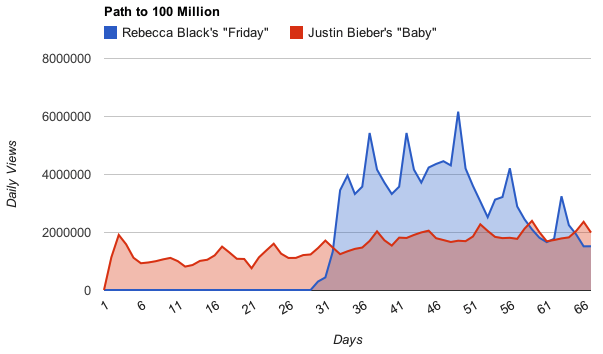 Path to 100 Million
Rebecca Black's "Friday" Justin Bieber's "Baby"
8000000
6000000
4000000
2000000
0
Daily Views
1 6 11 16 21 26 31 36 41 46 51 56 61 66
Days